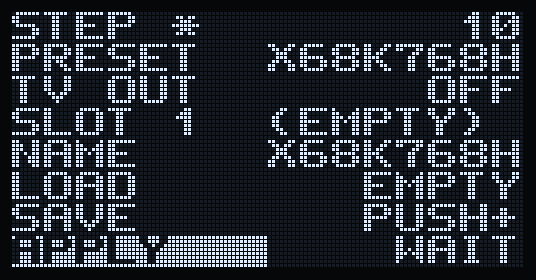 STEP * 10
PRESET X68K768H
TV OUT OFF
SLOT 1 (EMPTY)
NAME X68K768H
LOAD EMPTY
SAVE PUSH+
APPLY WAIT